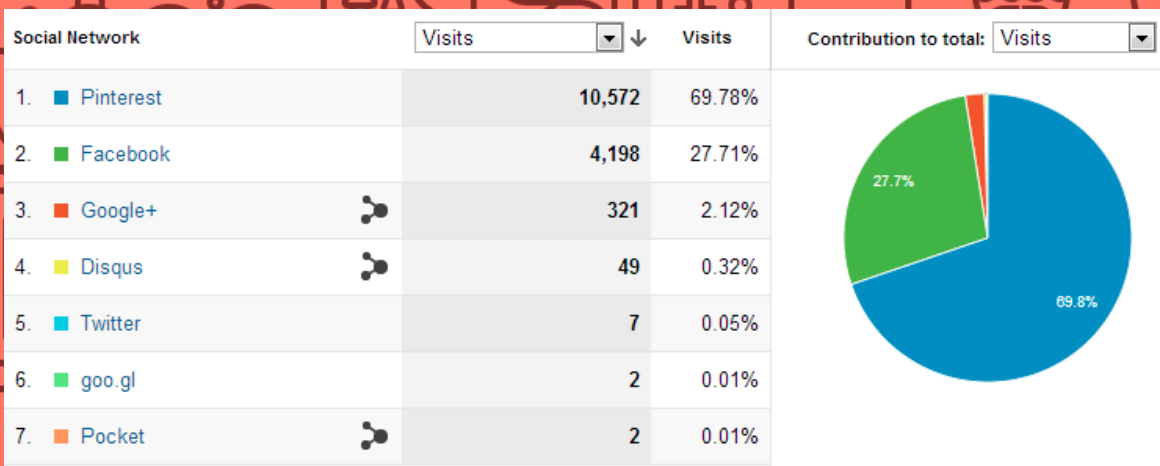 Social Network Visits Visits Contribution to total: Visits
1. Pinterest 10,572 69.78%
2. Facebook 4,198 27.71%
3. Google+ 321 2.12%
4. Disqus 49 0.32%
5. Twitter 7 0.05%
6. goo.gl 2 0.01%
7. Pocket 2 0.01%
27.7%
69.8%